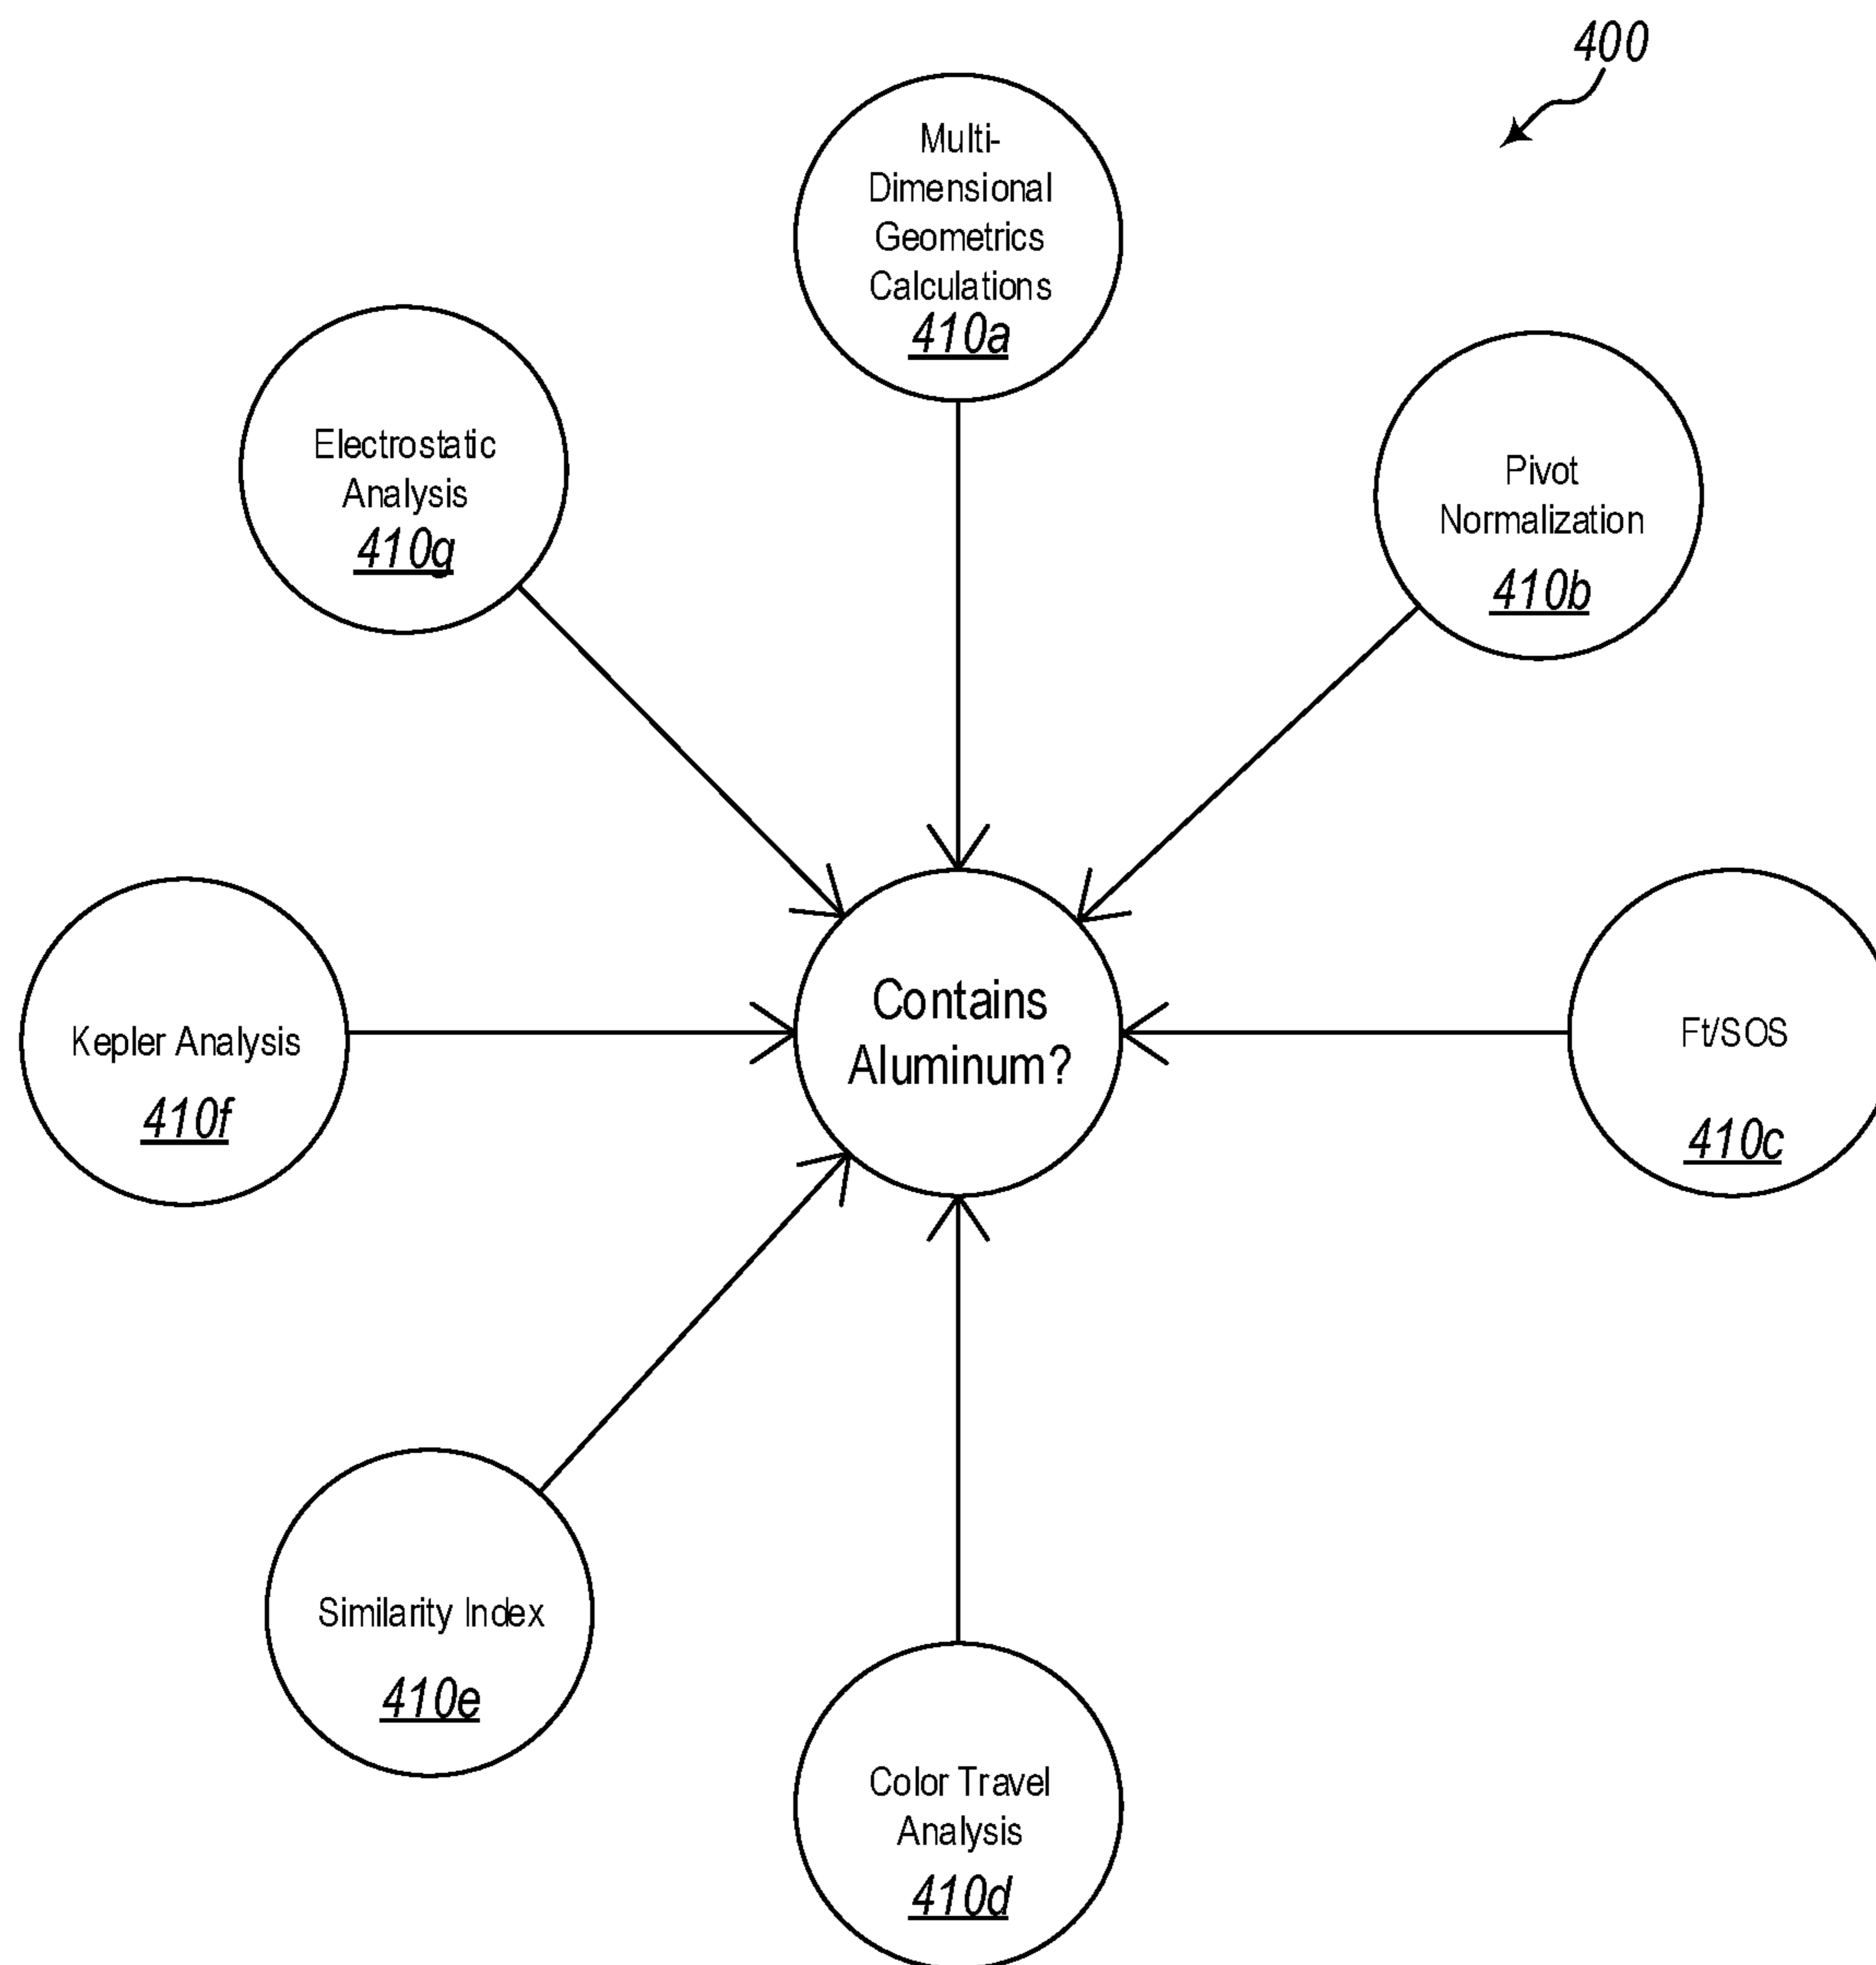 400
Multi-
Dimensional
Geometrics
Calculations
410a
Electrostatic
Analysis
410g
Pivot
Normalization
410b
Contains
Aluminum?
Kepler Analysis
410f
Ft/SOS
410c
Similarity Index
410e
Color Travel
Analysis
410d